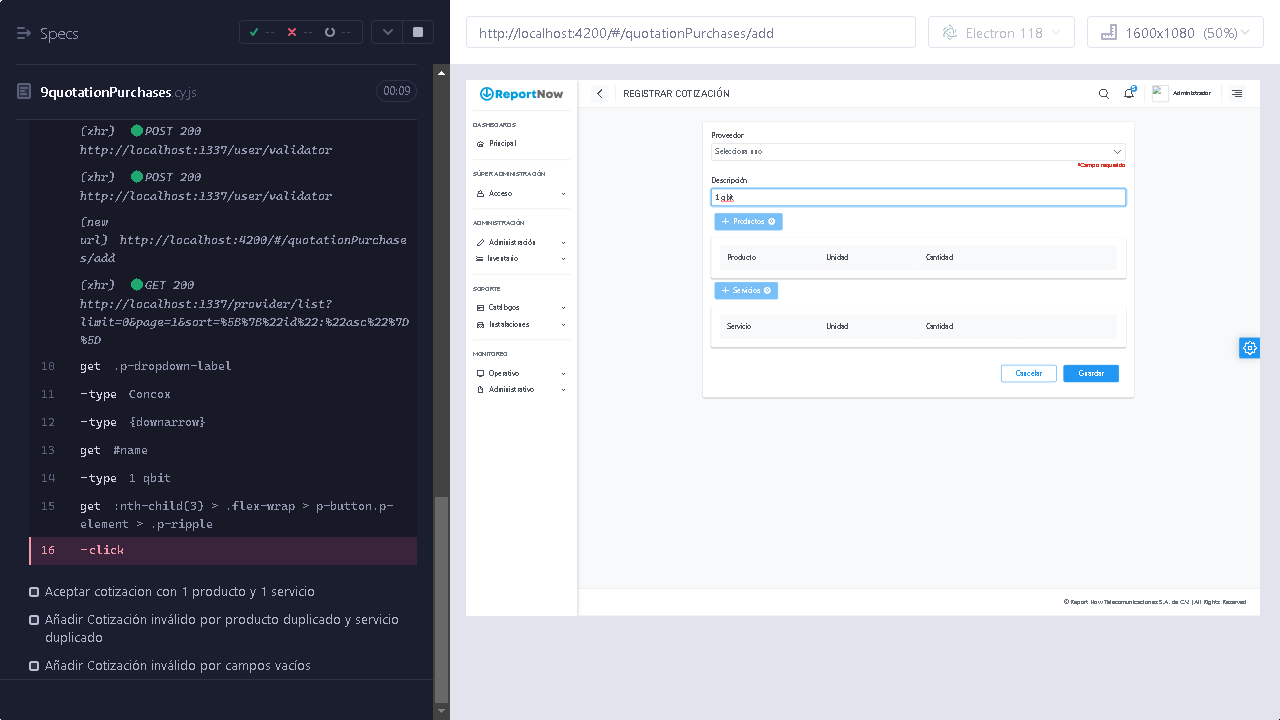 Specs
-- -- --
http://localhost:4200/#/quotationPurchases/add
Electron 118
1600x1080 (50%)
9quotationPurchases cy.js
00:09
(xhr) POST 200
http://localhost:1337/user/validator
(xhr) POST 200
http://localhost:1337/user/validator
(new
url) http://localhost:4200/#/quotationPurchase
s/add
(xhr) GET 200
http://localhost:1337/provider/list?
limit=0&page=1&sort=%5B%7B%22id%22:%22asc%22%7D
%5D
10 get .p-dropdown-label
11 -type Concox
12 -type {downarrow}
13 get #name
14 -type 1 qbit
15 get :nth-child(3) > .flex-wrap > p-button.p-
element > .p-ripple
16 -click
Aceptar cotizacion con 1 producto y 1 servicio
Añadir Cotización inválido por producto duplicado y servicio
duplicado
Añadir Cotización inválido por campos vacíos
ReportNow
DASHBOARDS
Principal
SÚPER ADMINISTRACIÓN
Acceso
ADMINISTRACIÓN
Administración
Inventario
SOPORTE
Catálogos
Instalaciones
MONITOREO
Operativo
Administrativo
REGISTRAR COTIZACIÓN
Administrador
Proveedor
Selecciona uno
*Campo requerido
Descripción
1 qbit
Productos 0
Producto Unidad Cantidad
Servicios 0
Servicio Unidad Cantidad
Cancelar Guardar
© Report Now Telecomunicaciones S.A. de C.V. | All Rights Reserved